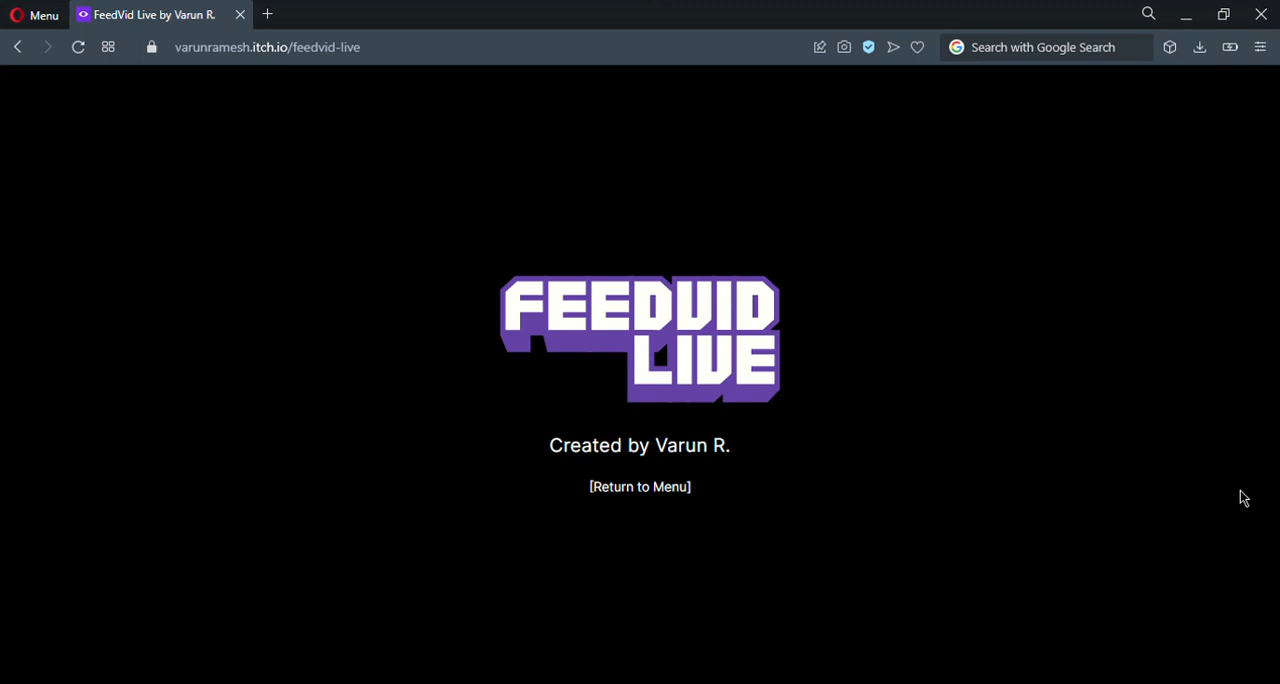 Menu
FeedVid Live by Varun R.
varunramesh.itch.io/feedvid-live
Search with Google Search
FEEDVID
LIVE
Created by Varun R.
[Return to Menu]